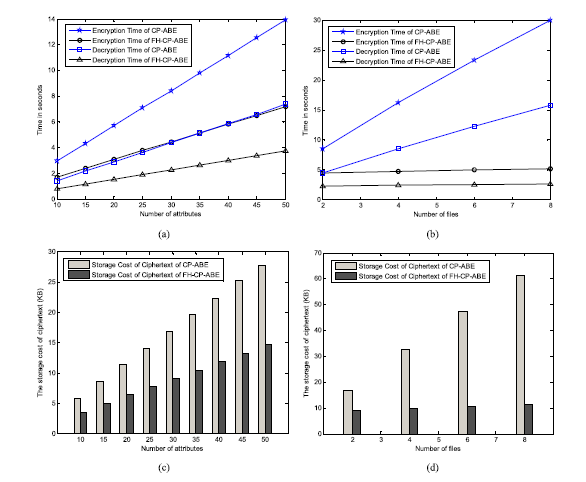 14
12
10
8
6
4
2
0
Time in seconds
Encryption Time of CP-ABE
Encryption Time of FH-CP-ABE
Decryption Time of CP-ABE
Decryption Time of FH-CP-ABE
10 15 20 25 30 35 40 45 50
Number of attributes
(a)
30
25
20
15
10
5
0
Time in seconds
Encryption Time of CP-ABE
Encryption Time of FH-CP-ABE
Decryption Time of CP-ABE
Decryption Time of FH-CP-ABE
2 3 4 5 6 7 8
Number of files
(b)
30
25
20
15
10
5
0
The storage cost of ciphertext (KB)
Storage Cost of Ciphertext of CP-ABE
Storage Cost of Ciphertext of FH-CP-ABE
10 15 20 25 30 35 40 45 50
Number of attributes
(c)
70
60
50
40
30
20
10
0
The storage cost of ciphertext (KB)
Storage Cost of Ciphertext of CP-ABE
Storage Cost of Ciphertext of FH-CP-ABE
2 3 4 5 6 7 8
Number of files
(d)